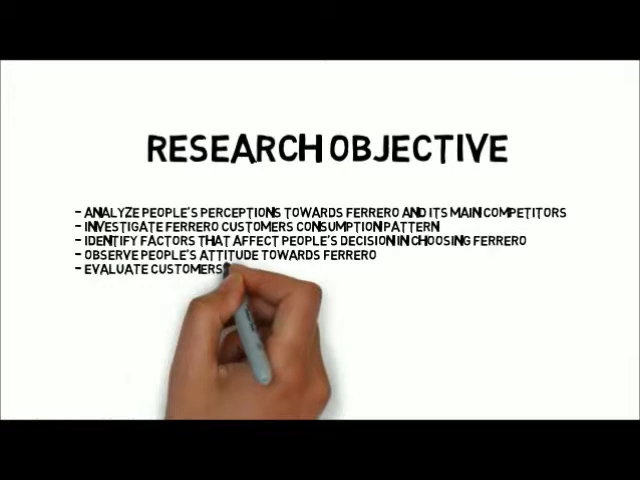 RESEARCH OBJECTIVE
- ANALYZE PEOPLE'S PERCEPTIONS TOWARDS FERRERO AND ITS MAIN COMPETITORS
- INVESTIGATE FERRERO CUSTOMERS CONSUMPTION PATTERN
- IDENTIFY FACTORS THAT AFFECT PEOPLE'S DECISION IN CHOOSING FERRERO
- OBSERVE PEOPLE'S ATTITUDE TOWARDS FERRERO
- EVALUATE CUSTOMERS